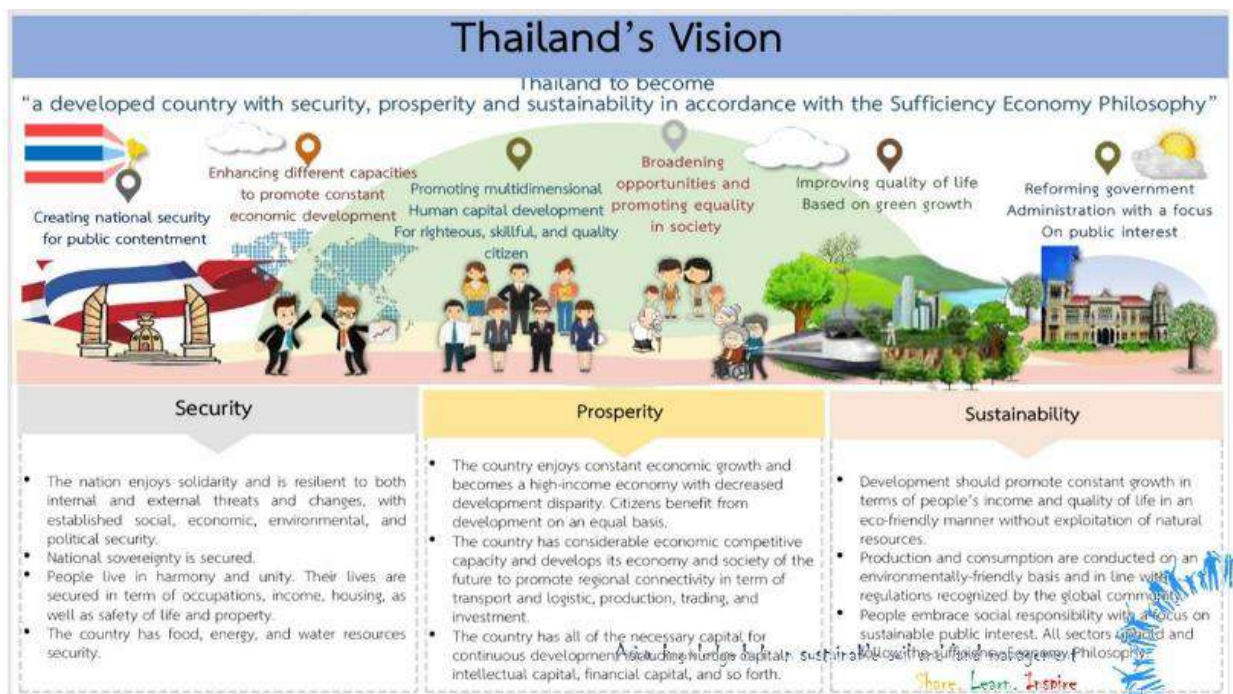 Thailand's Vision
Thailand to become
"a developed country with security, prosperity and sustainability in accordance with the Sufficiency Economy Philosophy"
Creating national security
for public contentment
Enhancing different capacities
to promote constant
economic development
Promoting multidimensional
Human capital development
For righteous, skillful, and quality
citizen
Broadening
opportunities and
promoting equality
in society
Improving quality of life
Based on green growth
Reforming government
Administration with a focus
On public interest
Security
• The nation enjoys solidarity and is resilient to both
internal and external threats and changes, with
established social, economic, environmental, and
political security.
• National sovereignty is secured.
• People live in harmony and unity. Their lives are
secured in term of occupations, income, housing, as
well as safety of life and property.
• The country has food, energy, and water resources
security.
Prosperity
• The country enjoys constant economic growth and
becomes a high-income economy with decreased
development disparity. Citizens benefit from
development on an equal basis.
• The country has considerable economic competitive
capacity and develops its economy and society of the
future to promote regional connectivity in term of
transport and logistic, production, trading, and
investment.
• The country has all of the necessary capital for
continuous development
intellectual capital, financial capital, and so forth.
Sustainability
• Development should promote constant growth in
terms of people's income and quality of life in an
eco-friendly manner without exploitation of natural
resources.
• Production and consumption are conducted on an
environmentally-friendly basis and in line with
regulations recognized by the global community.
• People embrace social responsibility with a focus on
sustainable public interest. All sectors uphold and
Philosophy
Share, Learn, Inspire